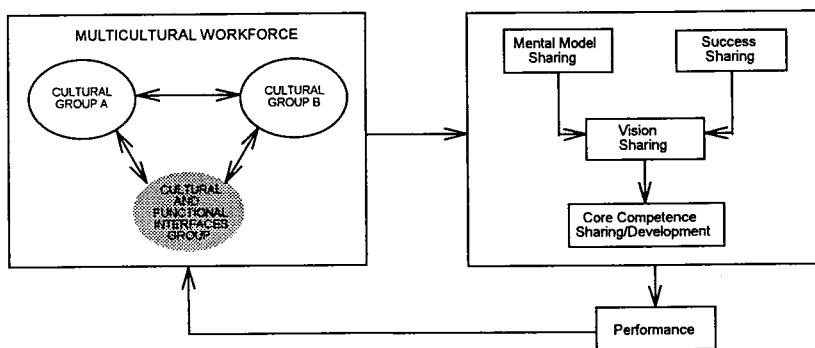 MULTICULTURAL WORKFORCE
CULTURAL
GROUP A
CULTURAL
GROUP B
CULTURAL
AND
FUNCTIONAL
INTERFACES
GROUP
Mental Model
Sharing
Success
Sharing
Vision
Sharing
Core Competence
Sharing/Development
Performance